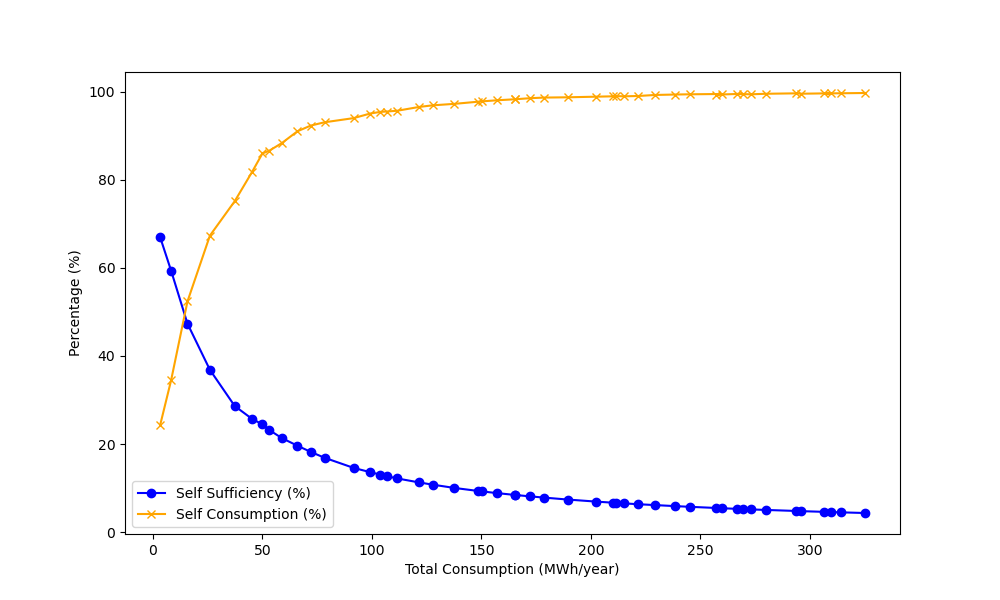 100
80
60
40
20
0
Percentage (%)
Self Sufficiency (%)
Self Consumption (%)
0 50 100 150 200 250 300
Total Consumption (MWh/year)